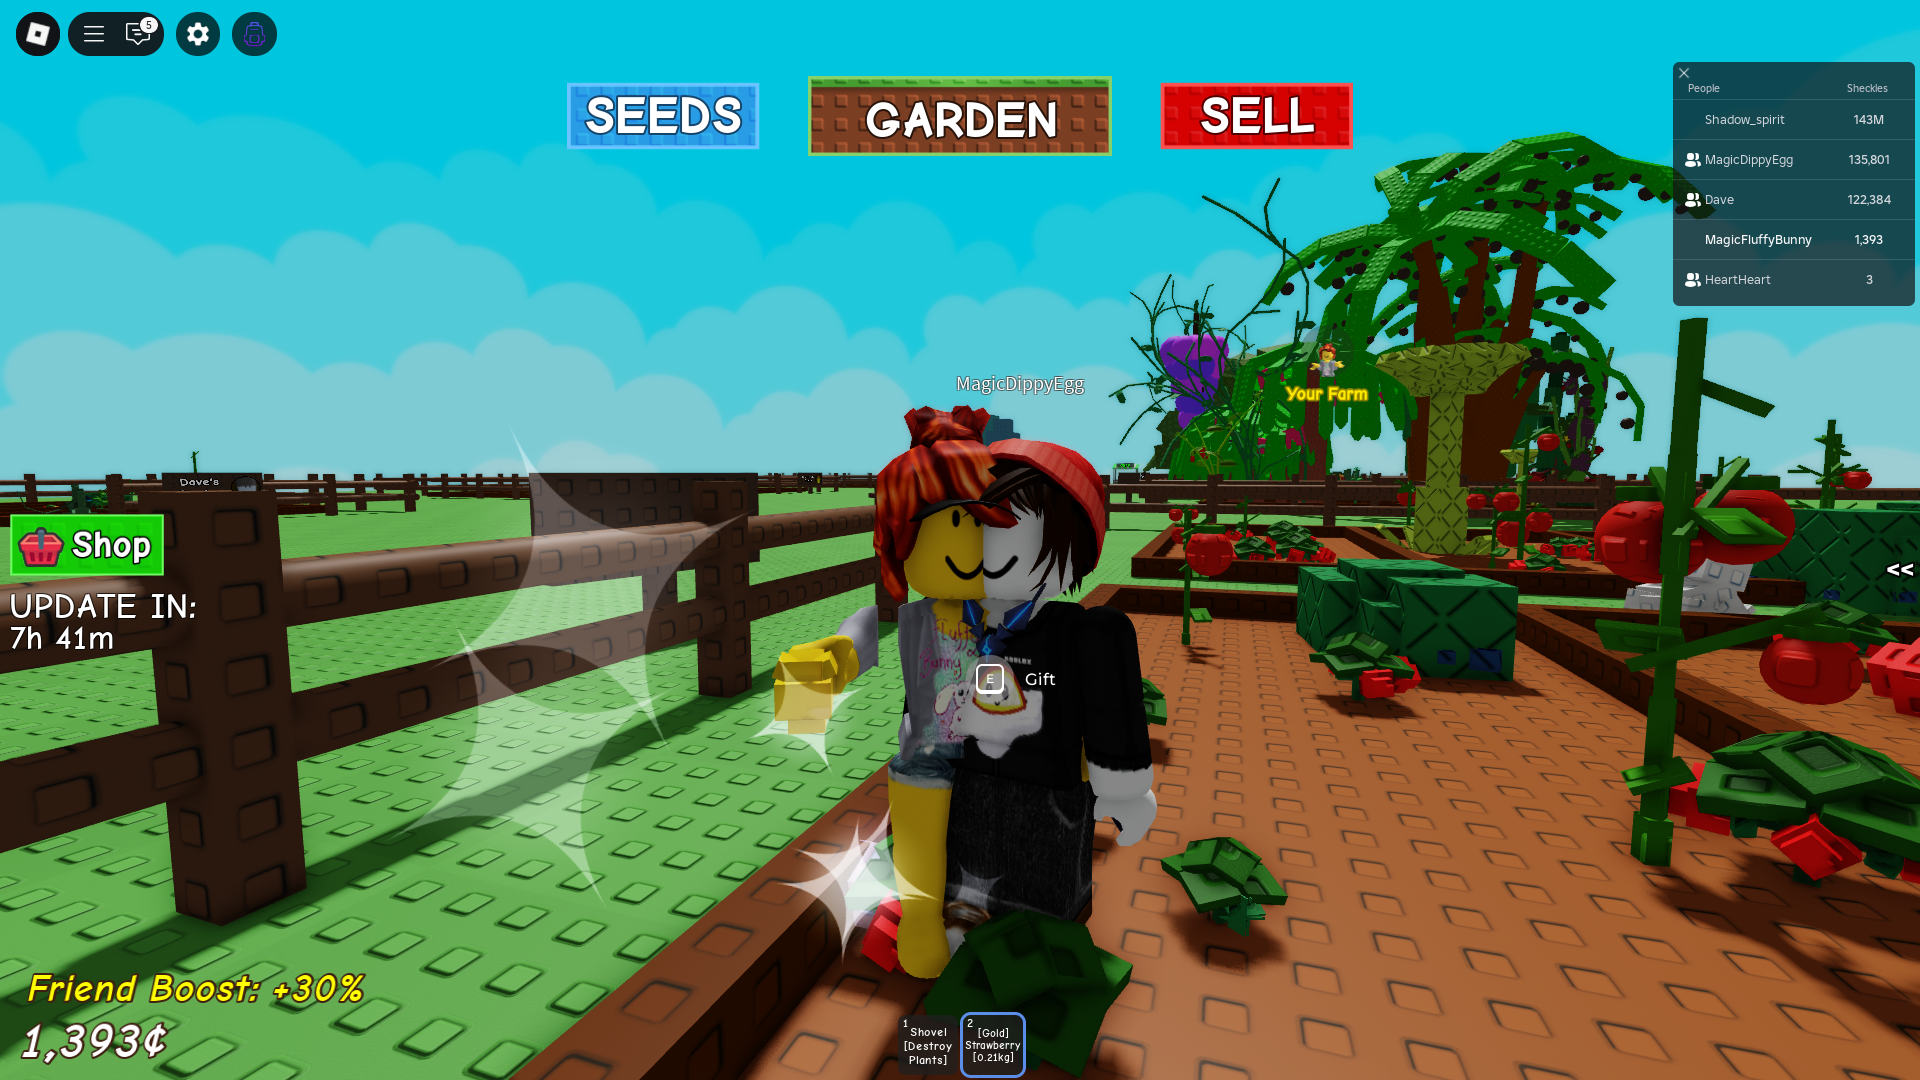 5
SEEDS
GARDEN
SELL
People Sheckles
Shadow_spirit 143M
MagicDippyEgg 135,801
Dave 122,384
MagicFluffyBunny 1,393
HeartHeart 3
MagicDippyEgg
Your Farm
Dave's
Shop
<<
UPDATE IN:
7h 41m
ROBLOX
E Gift
Friend Boost: +30%
1,393¢
1
Shovel
[Destroy
Plants]
2
[Gold]
Strawberry
[0.21kg]